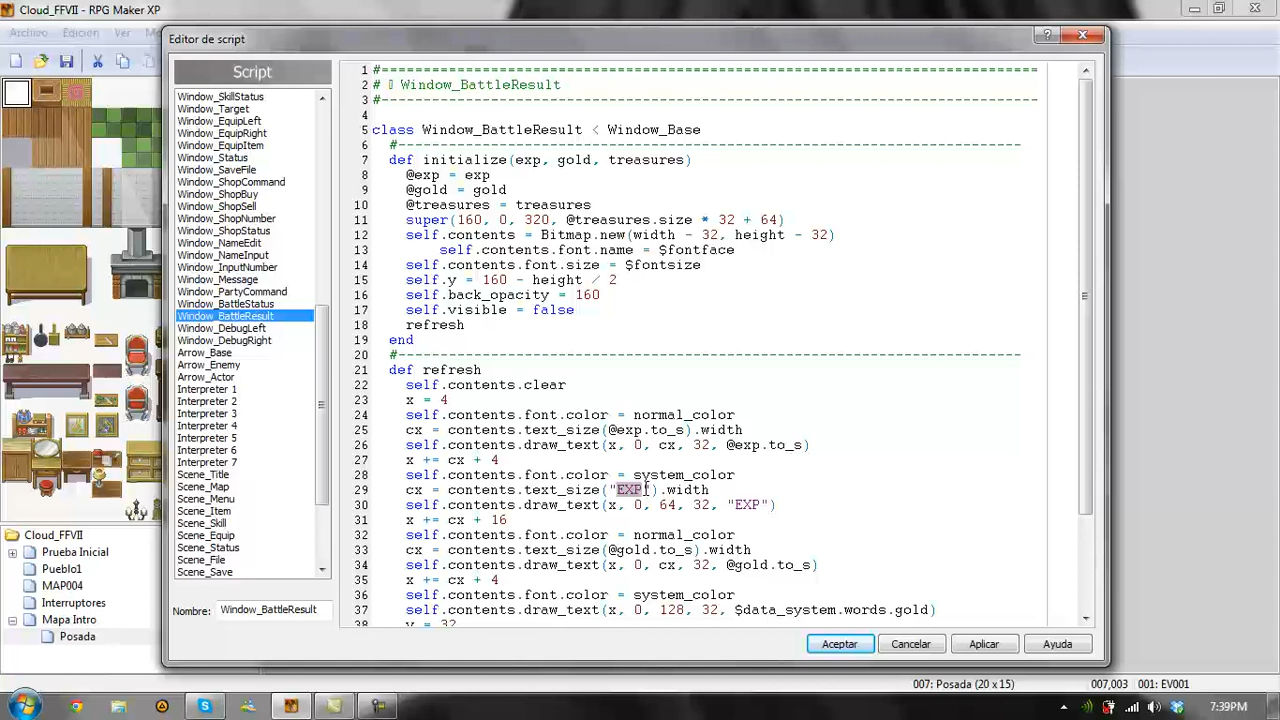 Cloud_FFVII - RPG Maker XP
Archivo Edición Ver
Editor de script
Script
Window_SkillStatus
Window_Target
Window_EquipLeft
Window_EquipRight
Window_EquipItem
Window_Status
Window_SaveFile
Window_ShopCommand
Window_ShopBuy
Window_ShopSell
Window_ShopNumber
Window_ShopStatus
Window_NameEdit
Window_NameInput
Window_InputNumber
Window_Message
Window_PartyCommand
Window_BattleStatus
Window_BattleResult
Window_DebugLeft
Window_DebugRight
Arrow_Base
Arrow_Enemy
Arrow_Actor
Interpreter 1
Interpreter 2
Interpreter 3
Interpreter 4
Interpreter 5
Interpreter 6
Interpreter 7
Scene_Title
Scene_Map
Scene_Menu
Scene_Item
Scene_Skill
Scene_Equip
Scene_Status
Scene_File
Scene_Save
Nombre: Window_BattleResult
1 #==============================================================================
2 # Window_BattleResult
3 #------------------------------------------------------------------------------
4
5 class Window_BattleResult < Window_Base
6 #--------------------------------------------------------------------------
7 def initialize(exp, gold, treasures)
8 @exp = exp
9 @gold = gold
10 @treasures = treasures
11 super(160, 0, 320, @treasures.size * 32 + 64)
12 self.contents = Bitmap.new(width - 32, height - 32)
13 self.contents.font.name = $fontface
14 self.contents.font.size = $fontsize
15 self.y = 160 - height / 2
16 self.back_opacity = 160
17 self.visible = false
18 refresh
19 end
20 #--------------------------------------------------------------------------
21 def refresh
22 self.contents.clear
23 x = 4
24 self.contents.font.color = normal_color
25 cx = contents.text_size(@exp.to_s).width
26 self.contents.draw_text(x, 0, cx, 32, @exp.to_s)
27 x += cx + 4
28 self.contents.font.color = system_color
29 cx = contents.text_size("EXP").width
30 self.contents.draw_text(x, 0, 64, 32, "EXP")
31 x += cx + 16
32 self.contents.font.color = normal_color
33 cx = contents.text_size(@gold.to_s).width
34 self.contents.draw_text(x, 0, cx, 32, @gold.to_s)
35 x += cx + 4
36 self.contents.font.color = system_color
37 self.contents.draw_text(x, 0, 128, 32, $data_system.words.gold)
38 y = 32
Aceptar Cancelar Aplicar Ayuda
Cloud_FFVII
Prueba Inicial
Pueblo1
MAP004
Interruptores
Mapa Intro
Posada
007: Posada (20 x 15) 007,003 001: EV001
7:39PM